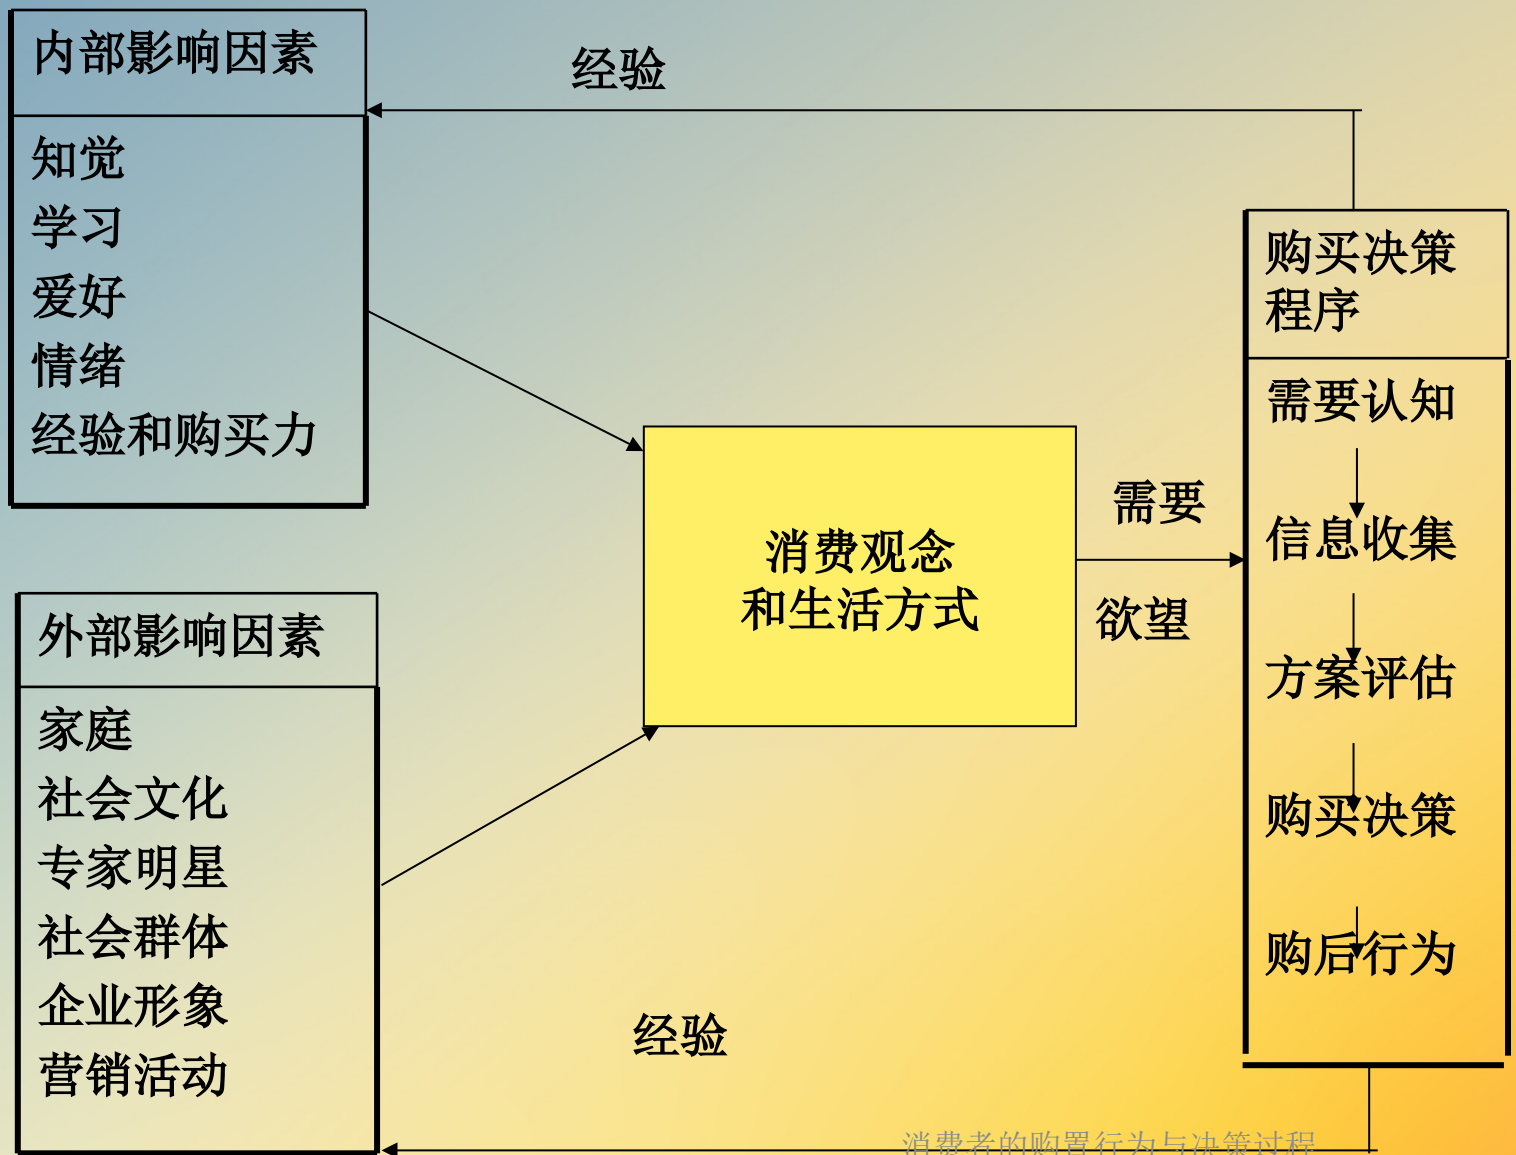 内部影响因素
知觉
学习
爱好
情绪
经验和购买力
经验
外部影响因素
家庭
社会文化
专家明星
社会群体
企业形象
营销活动
消费观念
和生活方式
需要
欲望
购买决策
程序
需要认知
信息收集
方案评估
购买决策
购后行为
经验
消费者的购置行为与决策过程